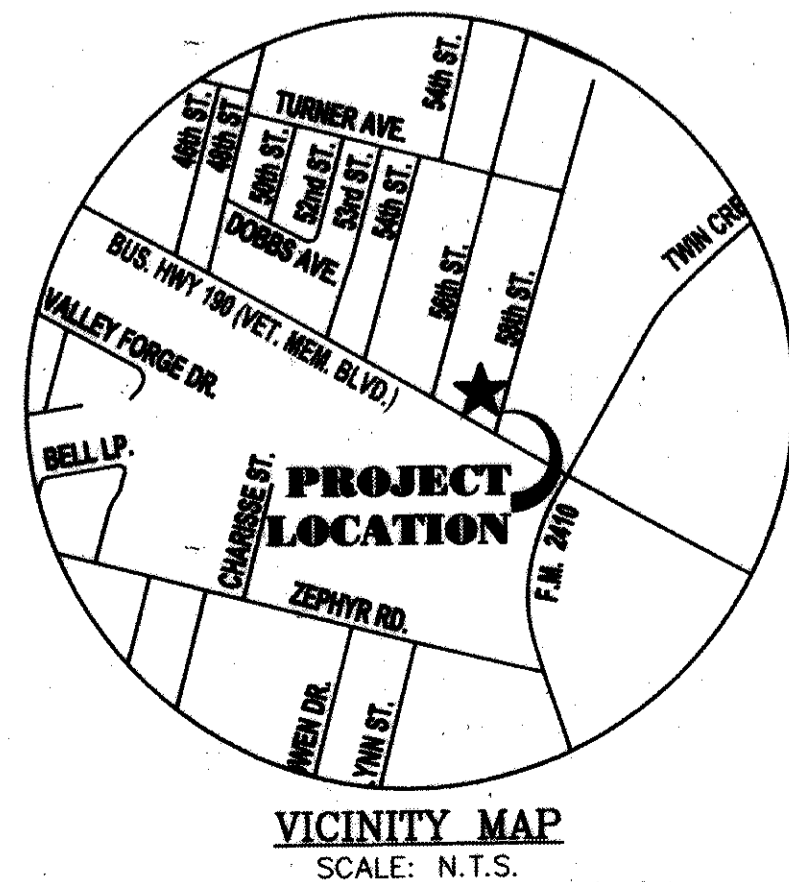 54th ST.
TURNER AVE.
48th ST.
49th ST.
50th ST.
52nd ST.
53rd ST.
54th ST.
DOBBS AVE.
56th ST.
58th ST.
TWIN CRE
BUS. HWY 190 (VET. MEM. BLVD.)
VALLEY FORGE DR.
BELL LP.
CHARISSE ST.
PROJECT
LOCATION
F.M. 2410
ZEPHYR RD.
OWEN DR.
LYNN ST.
VICINITY MAP
SCALE: N.T.S.